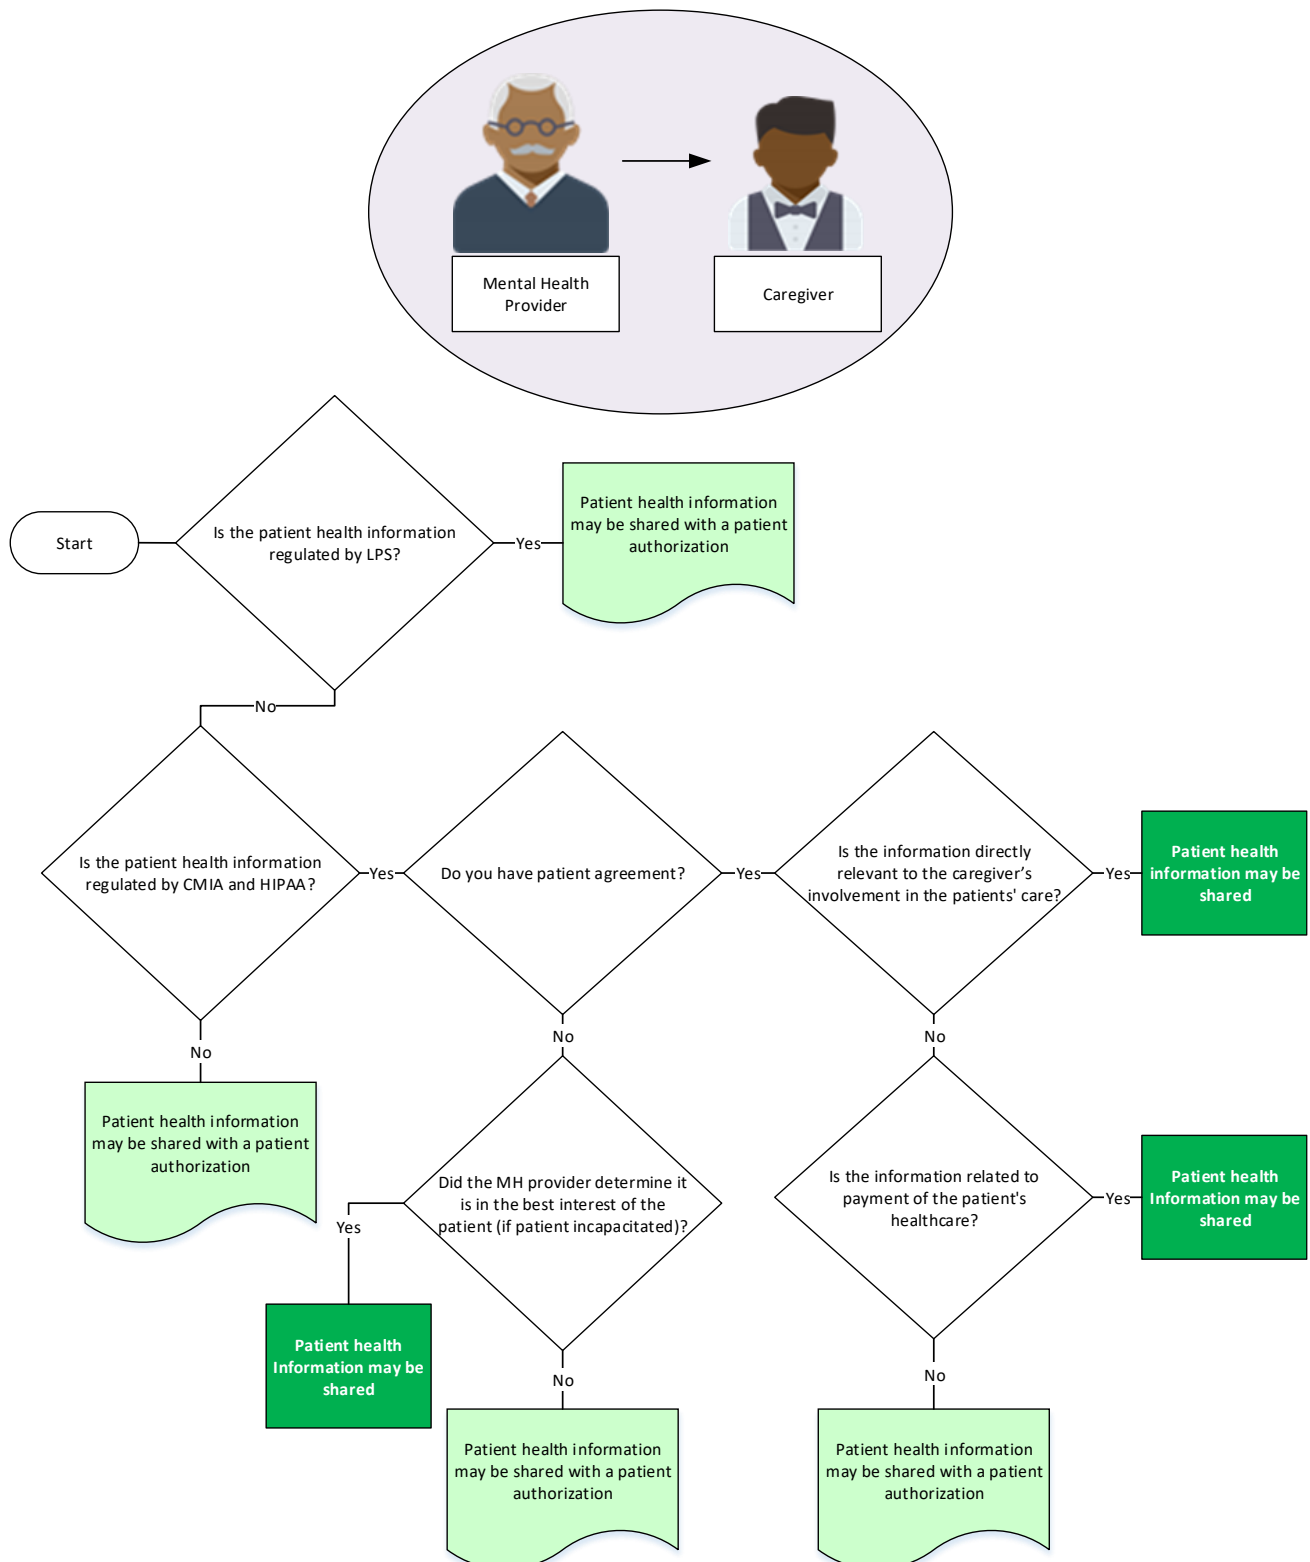 Mental Health
Provider
Caregiver
Start
Is the patient health information
regulated by LPS?
Yes
Patient health information
may be shared with a patient
authorization
No
Is the patient health information
regulated by CMIA and HIPAA?
Yes
Do you have patient agreement?
Yes
Is the information directly
relevant to the caregiver’s
involvement in the patients' care?
Yes
Patient health
information may be
shared
No
No
No
Patient health information
may be shared with a patient
authorization
Did the MH provider determine it
is in the best interest of the
patient (if patient incapacitated)?
Yes
Is the information related to
payment of the patient's
healthcare?
Yes
Patient health
Information may be
shared
Patient health
Information may be
shared
No
No
Patient health information
may be shared with a patient
authorization
Patient health information
may be shared with a patient
authorization